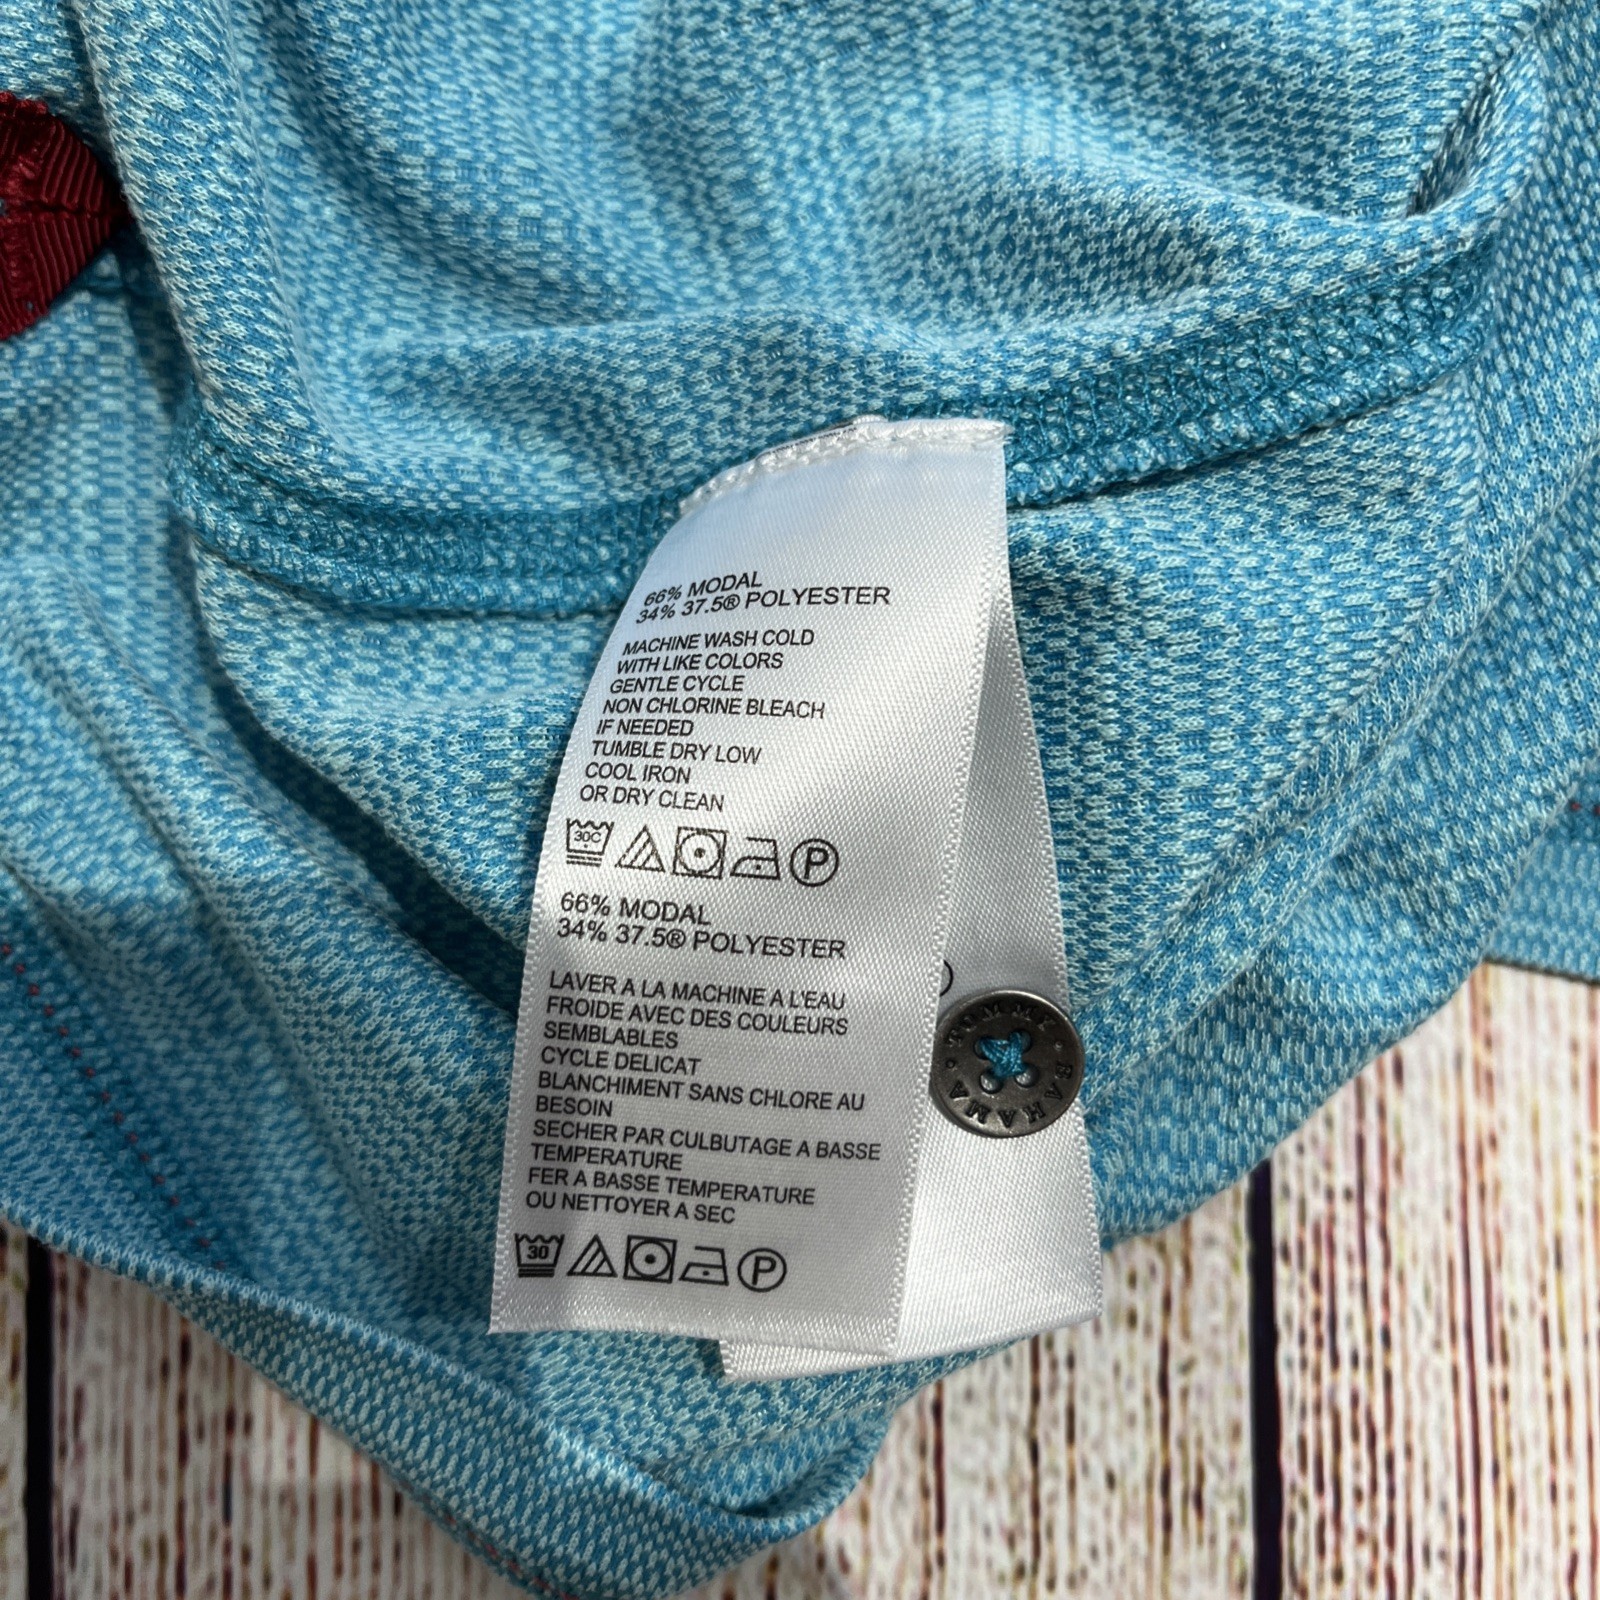 66% MODAL
34% 37.5® POLYESTER
MACHINE WASH COLD
WITH LIKE COLORS
GENTLE CYCLE
NON CHLORINE BLEACH
IF NEEDED
TUMBLE DRY LOW
COOL IRON
OR DRY CLEAN
30C
P
66% MODAL
34% 37.5® POLYESTER
LAVER A LA MACHINE A L'EAU
FROIDE AVEC DES COULEURS
SEMBLABLES
CYCLE DELICAT
BLANCHIMENT SANS CHLORE AU
BESOIN
SECHER PAR CULBUTAGE A BASSE
TEMPERATURE
FER A BASSE TEMPERATURE
OU NETTOYER A SEC
30
P
TOMMY
BAHAMA